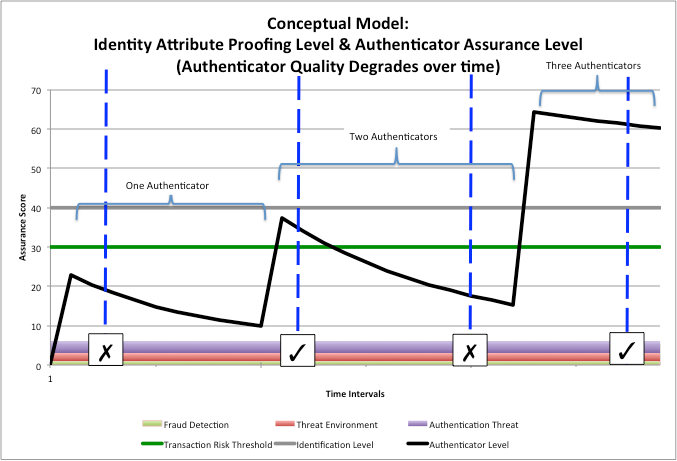 Conceptual Model:
Identity Attribute Proofing Level & Authenticator Assurance Level
(Authenticator Quality Degrades over time)
Three Authenticators
Two Authenticators
One Authenticator
Assurance Score
70
60
50
40
30
20
10
0
✗ ✓ ✗ ✓
1
Time Intervals
Fraud Detection Threat Environment Authentication Threat
Transaction Risk Threshold Identification Level Authenticator Level